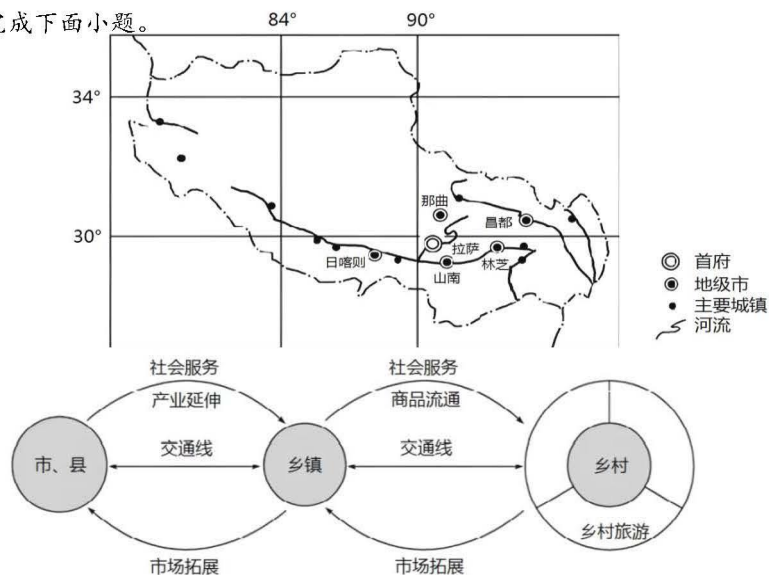 成下面小题。
84°
90°
34°
30°
那曲
昌都
拉萨
日喀则
山南
林芝
首府
地级市
主要城镇
河流
社会服务
产业延伸
社会服务
商品流通
市、县
交通线
乡镇
交通线
乡村
乡村旅游
市场拓展
市场拓展